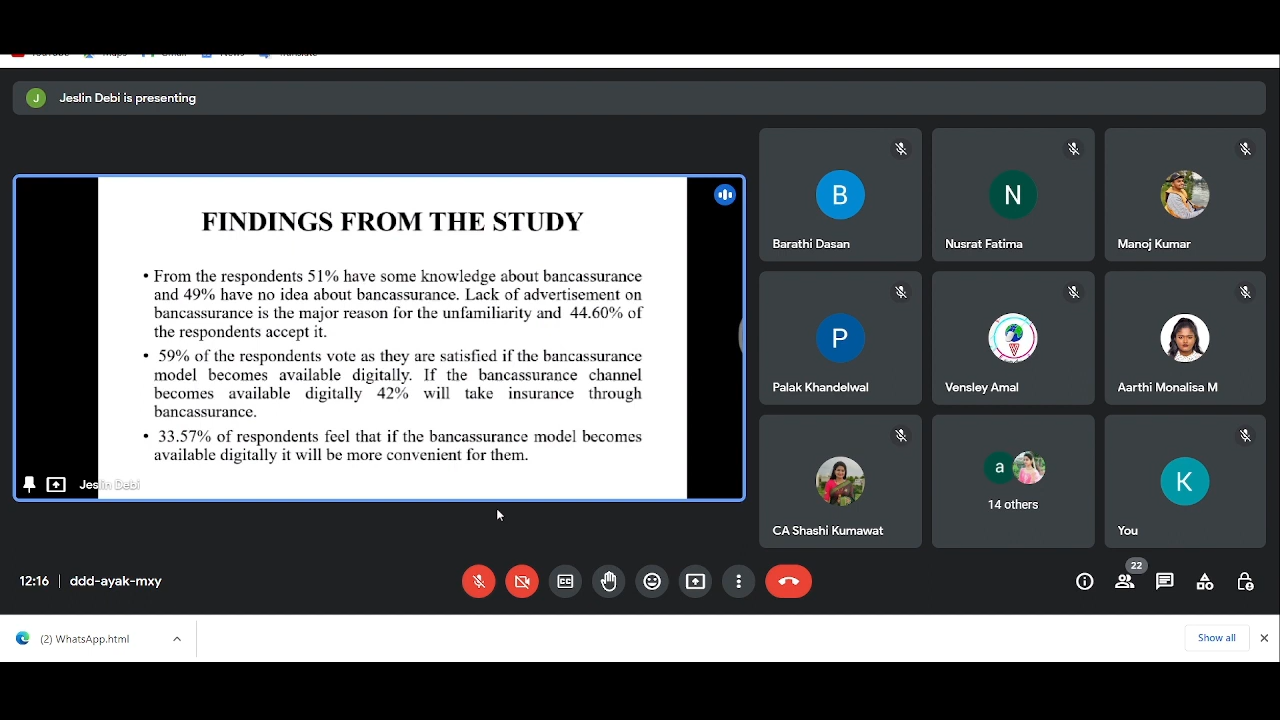 YouTube Maps Gmail News Translate
J Jeslin Debi is presenting
FINDINGS FROM THE STUDY
• From the respondents 51% have some knowledge about bancassurance
and 49% have no idea about bancassurance. Lack of advertisement on
bancassurance is the major reason for the unfamiliarity and 44.60% of
the respondents accept it.
• 59% of the respondents vote as they are satisfied if the bancassurance
model becomes available digitally. If the bancassurance channel
becomes available digitally 42% will take insurance through
bancassurance.
• 33.57% of respondents feel that if the bancassurance model becomes
available digitally it will be more convenient for them.
Jeslin Debi
B
Barathi Dasan
N
Nusrat Fatima
Manoj Kumar
P
Palak Khandelwal
Vensley Amal
Aarthi Monalisa M
CA Shashi Kumawat
a
14 others
K
You
12:16 | ddd-ayak-mxy
22
(2) WhatsApp.html
Show all